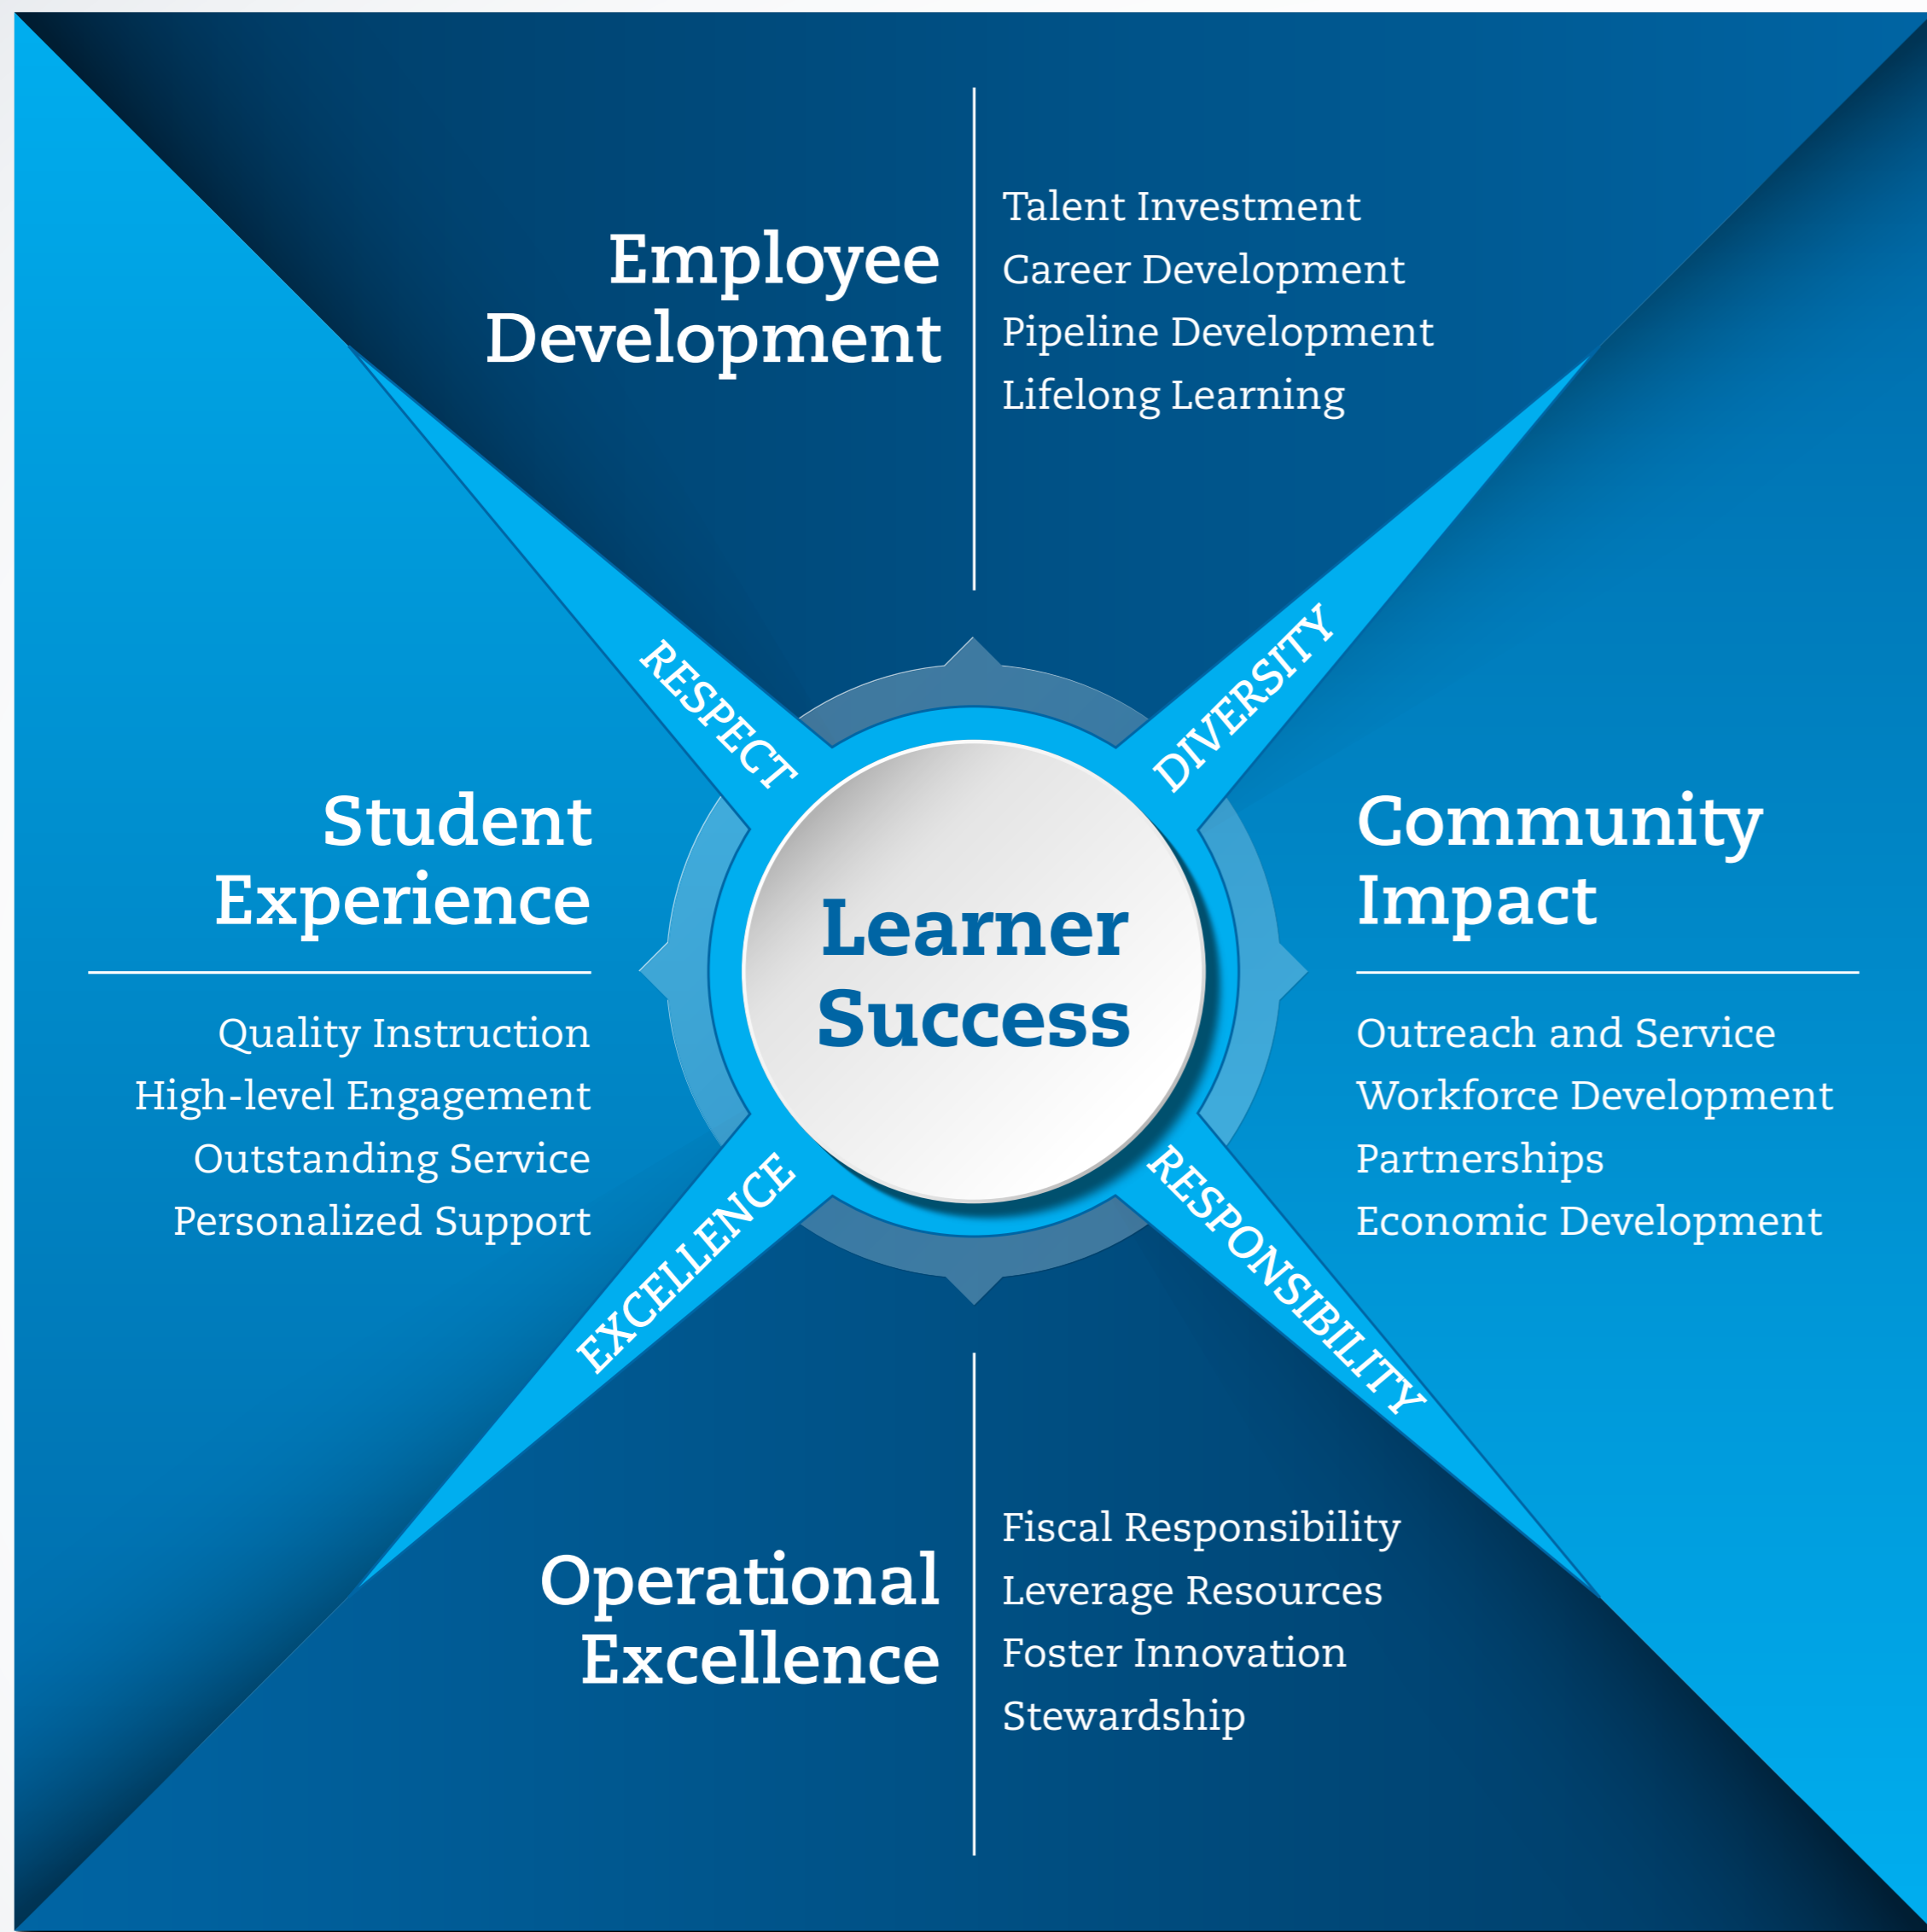 Employee
Development
Talent Investment
Career Development
Pipeline Development
Lifelong Learning
RESPECT
DIVERSITY
Student
Experience
Quality Instruction
High-level Engagement
Outstanding Service
Personalized Support
Learner
Success
Community
Impact
Outreach and Service
Workforce Development
Partnerships
Economic Development
EXCELLENCE
RESPONSIBILITY
Operational
Excellence
Fiscal Responsibility
Leverage Resources
Foster Innovation
Stewardship